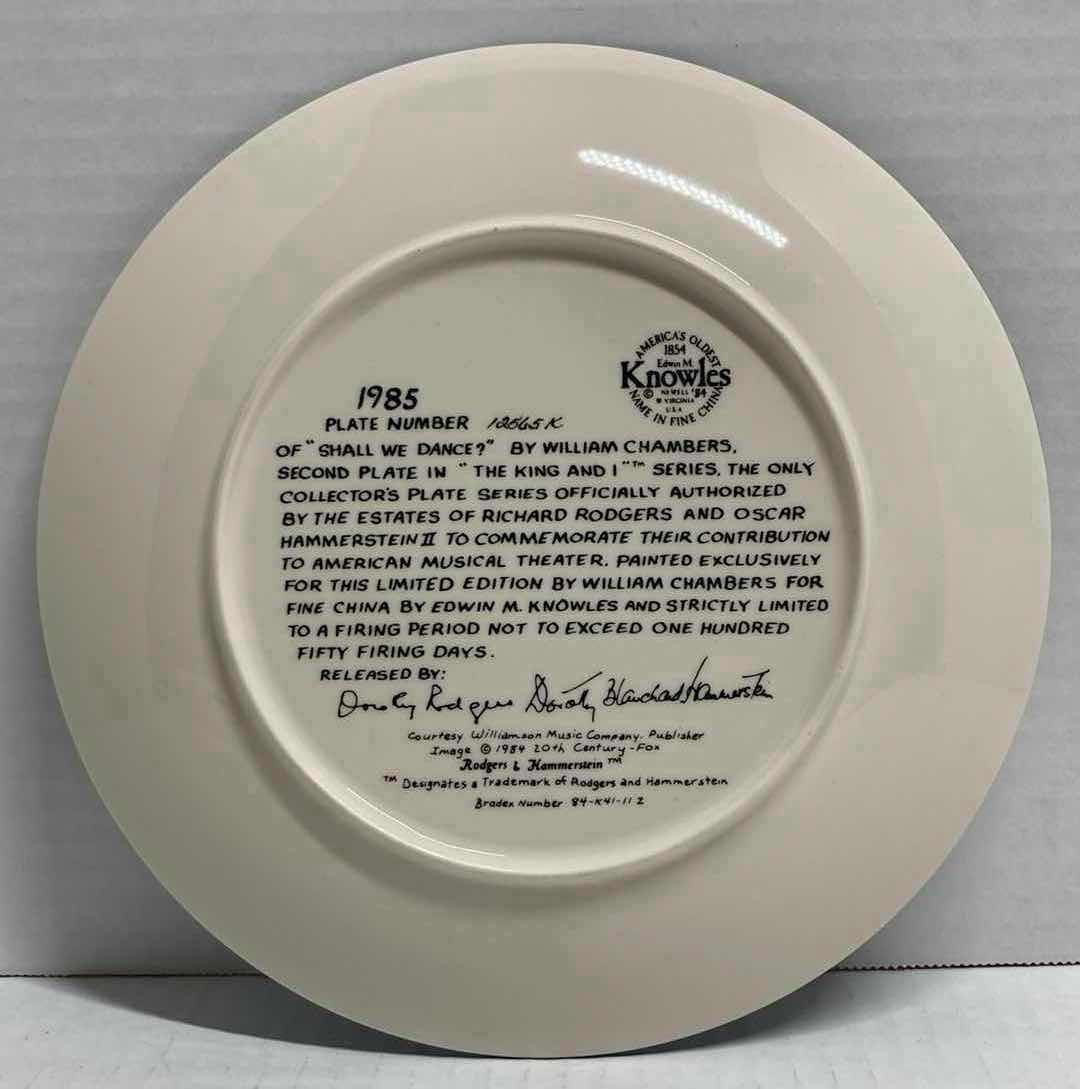 AMERICA'S OLDEST
1854
Edwin M.
Knowles
© NEWELL '84
W VIRGINIA
U.S.A
NAME IN FINE CHINA
1985
PLATE NUMBER 12565K
OF "SHALL WE DANCE?" BY WILLIAM CHAMBERS,
SECOND PLATE IN "THE KING AND I"™ SERIES, THE ONLY
COLLECTOR'S PLATE SERIES OFFICIALLY AUTHORIZED
BY THE ESTATES OF RICHARD RODGERS AND OSCAR
HAMMERSTEIN II TO COMMEMORATE THEIR CONTRIBUTION
TO AMERICAN MUSICAL THEATER. PAINTED EXCLUSIVELY
FOR THIS LIMITED EDITION BY WILLIAM CHAMBERS FOR
FINE CHINA BY EDWIN M. KNOWLES AND STRICTLY LIMITED
TO A FIRING PERIOD NOT TO EXCEED ONE HUNDRED
FIFTY FIRING DAYS.
RELEASED BY:
Dorothy Rodgers Dorothy Blanchard Hammerstein
Courtesy Williamson Music Company, Publisher
Image © 1984 20th Century-Fox
Rodgers & Hammerstein™
™ Designates a Trademark of Rodgers and Hammerstein
Bradex Number 84-K41-11.2